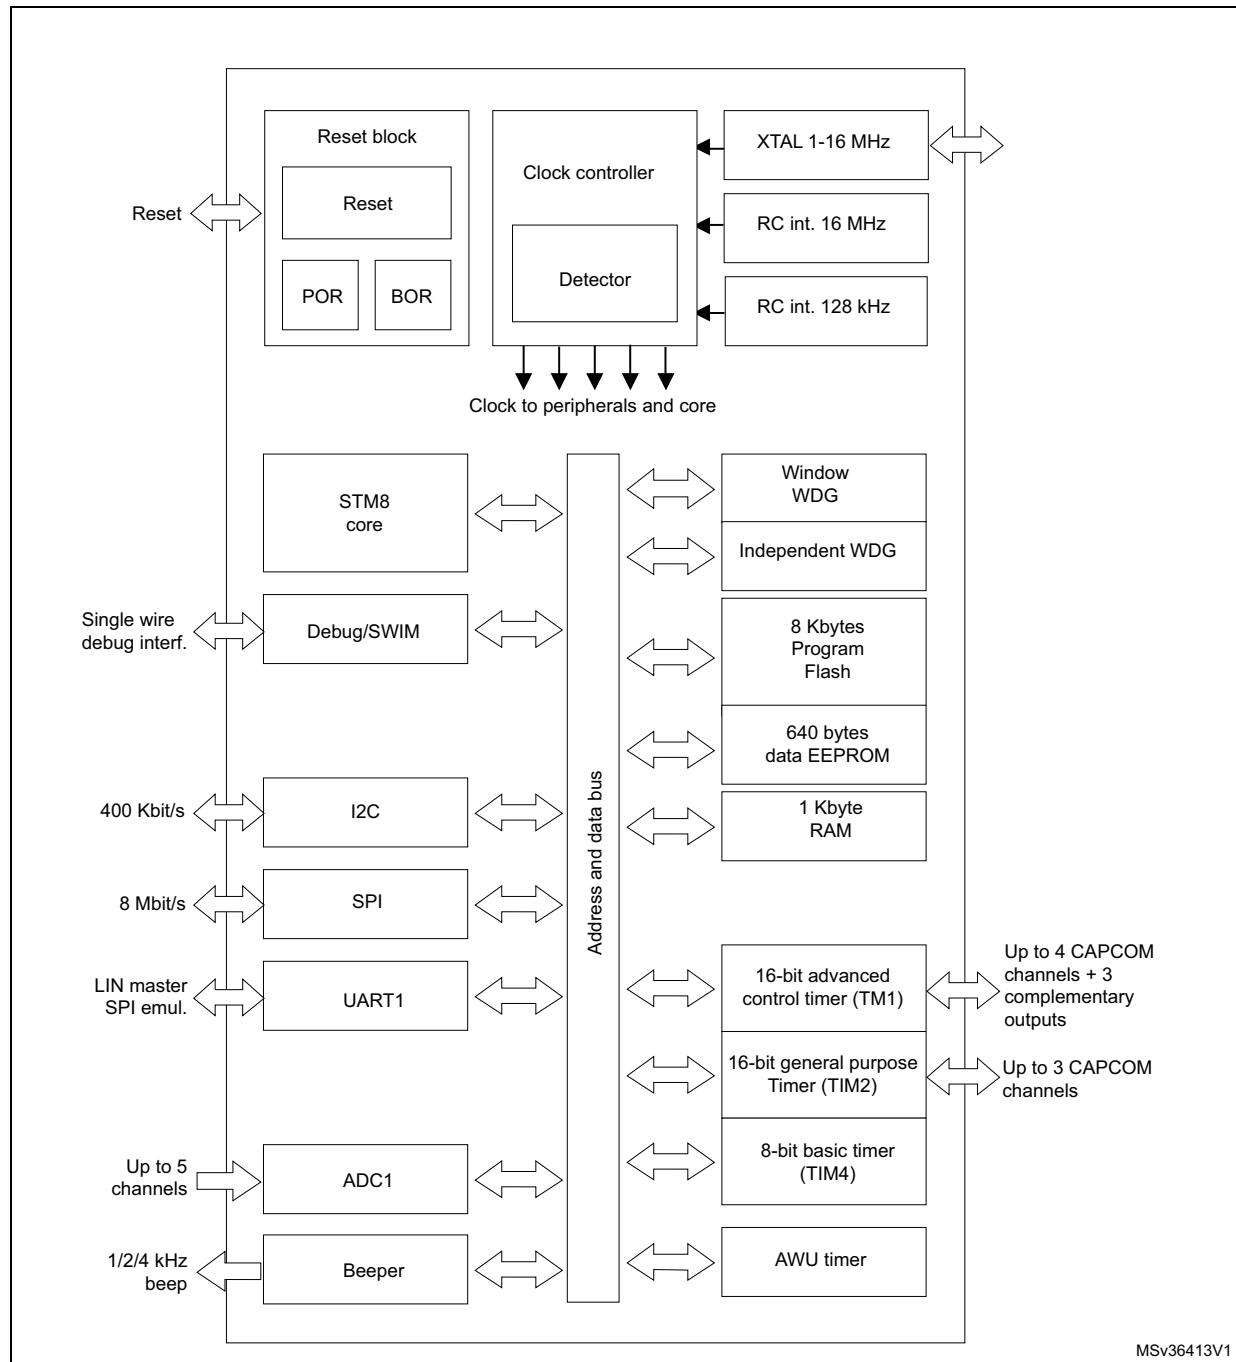 Reset block
Reset
POR
BOR
Reset
Clock controller
Detector
XTAL 1-16 MHz
RC int. 16 MHz
RC int. 128 kHz
Clock to peripherals and core
STM8
core
Single wire
debug interf.
Debug/SWIM
400 Kbit/s
I2C
8 Mbit/s
SPI
LIN master
SPI emul.
UART1
Up to 5
channels
ADC1
1/2/4 kHz
beep
Beeper
Address and data bus
Window
WDG
Independent WDG
8 Kbytes
Program
Flash
640 bytes
data EEPROM
1 Kbyte
RAM
16-bit advanced
control timer (TM1)
Up to 4 CAPCOM
channels + 3
complementary
outputs
16-bit general purpose
Timer (TIM2)
Up to 3 CAPCOM
channels
8-bit basic timer
(TIM4)
AWU timer
MSv36413V1